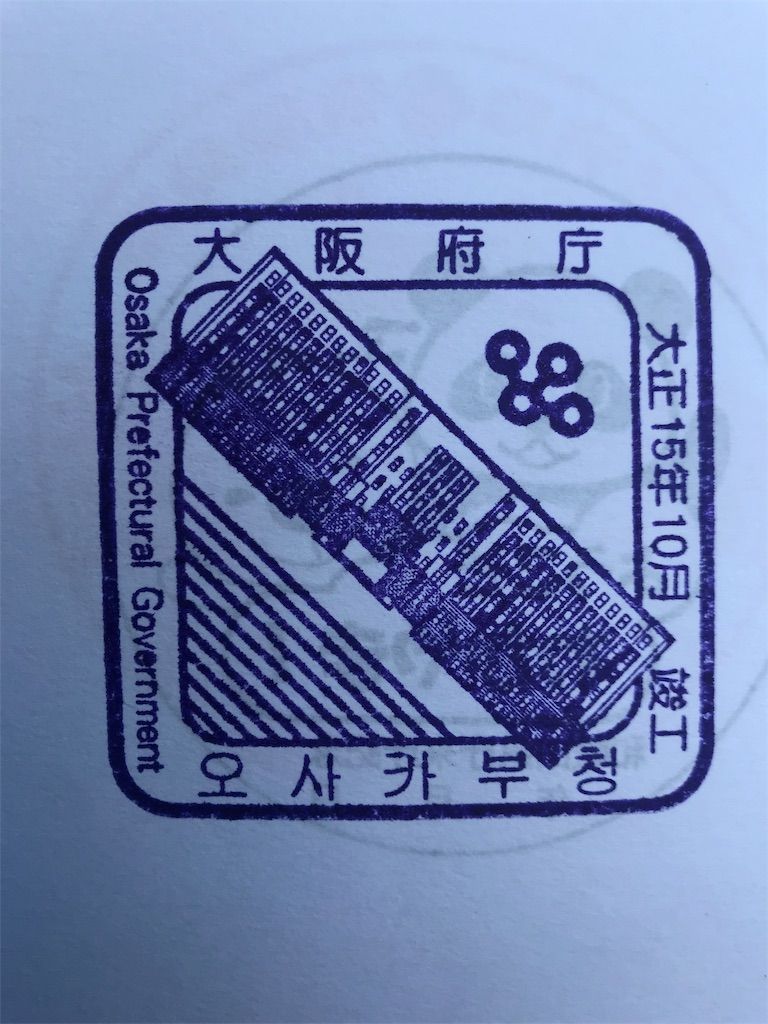 大阪府庁
大正15年10月 竣工
Osaka Prefectural Government
오사카부청